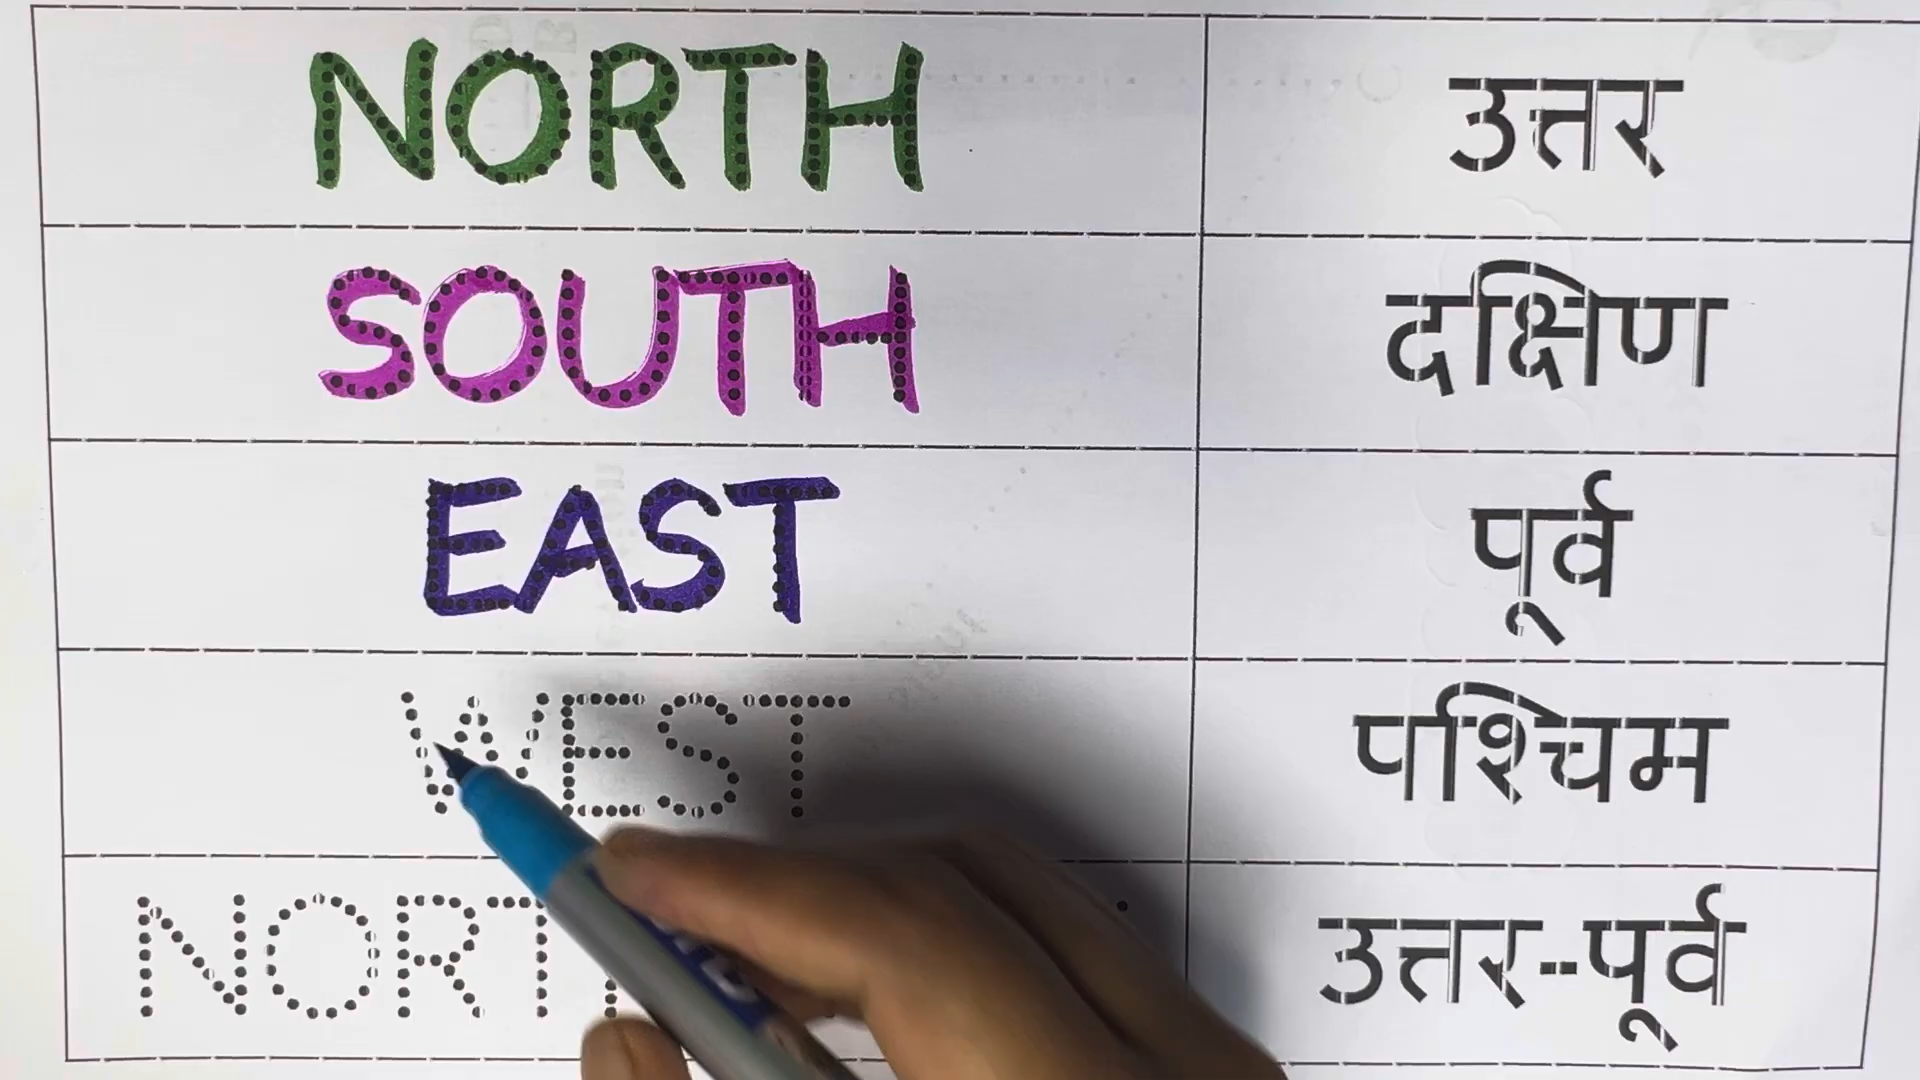 NORTH उत्तर
SOUTH दक्षिण
EAST पूर्व
WEST पश्चिम
उत्तर-पूर्व